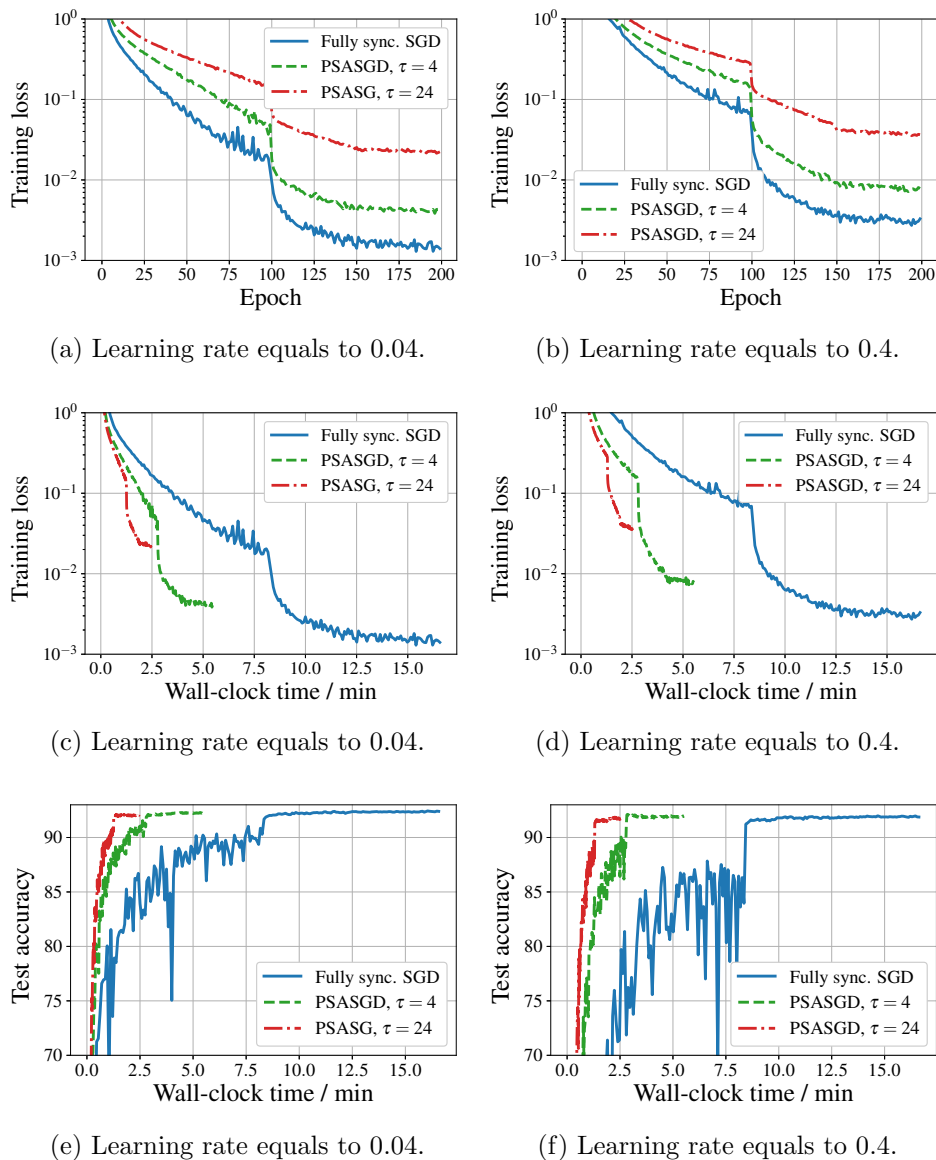 10^0
10^{-1}
10^{-2}
10^{-3}
Training loss
0 25 50 75 100 125 150 175 200
Epoch
Fully sync. SGD
PSASGD, τ = 4
PSASG, τ = 24
(a) Learning rate equals to 0.04.
10^0
10^{-1}
10^{-2}
10^{-3}
Training loss
0 25 50 75 100 125 150 175 200
Epoch
Fully sync. SGD
PSASGD, τ = 4
PSASGD, τ = 24
(b) Learning rate equals to 0.4.
10^0
10^{-1}
10^{-2}
10^{-3}
Training loss
0.0 2.5 5.0 7.5 10.0 12.5 15.0
Wall-clock time / min
Fully sync. SGD
PSASGD, τ = 4
PSASG, τ = 24
(c) Learning rate equals to 0.04.
10^0
10^{-1}
10^{-2}
10^{-3}
Training loss
0.0 2.5 5.0 7.5 10.0 12.5 15.0
Wall-clock time / min
Fully sync. SGD
PSASGD, τ = 4
PSASGD, τ = 24
(d) Learning rate equals to 0.4.
90
85
80
75
70
Test accuracy
0.0 2.5 5.0 7.5 10.0 12.5 15.0
Wall-clock time / min
Fully sync. SGD
PSASGD, τ = 4
PSASG, τ = 24
(e) Learning rate equals to 0.04.
90
85
80
75
70
Test accuracy
0.0 2.5 5.0 7.5 10.0 12.5 15.0
Wall-clock time / min
Fully sync. SGD
PSASGD, τ = 4
PSASGD, τ = 24
(f) Learning rate equals to 0.4.